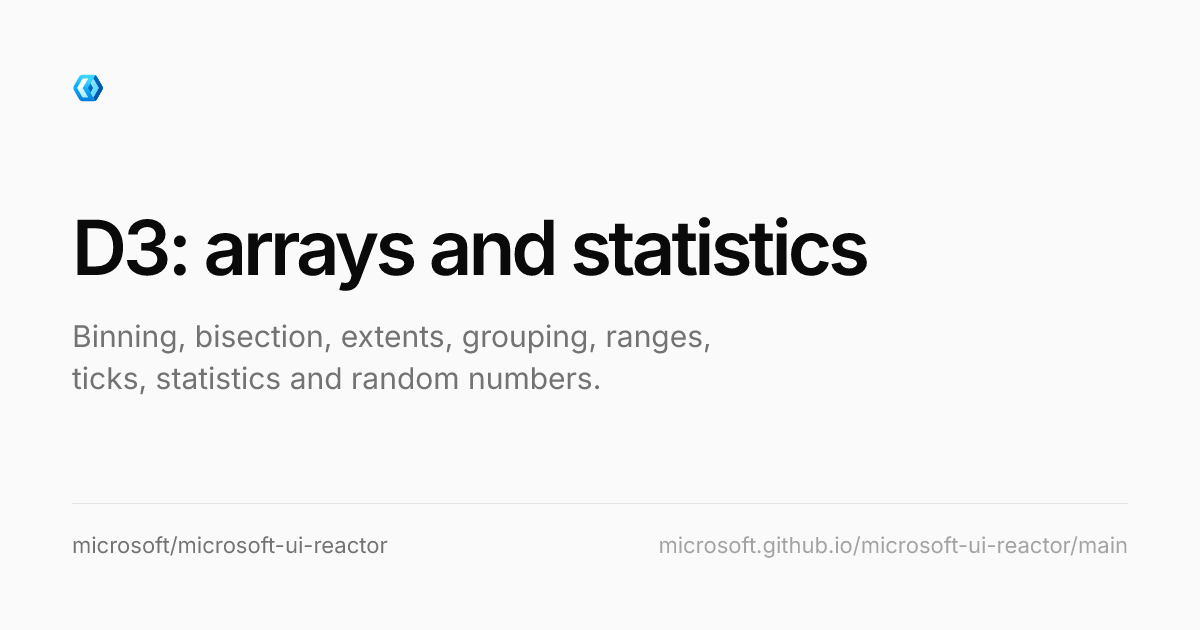 D3: arrays and statistics
Binning, bisection, extents, grouping, ranges,
ticks, statistics and random numbers.
microsoft/microsoft-ui-reactor
microsoft.github.io/microsoft-ui-reactor/main